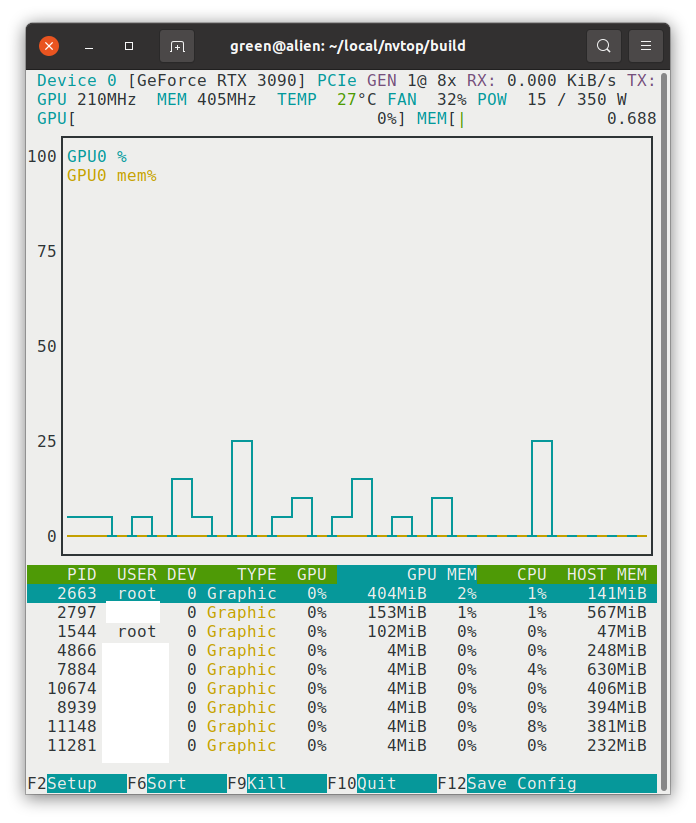 green@alien: ~/local/nvtop/build
Device 0 [GeForce RTX 3090] PCIe GEN 1@ 8x RX: 0.000 KiB/s TX:
GPU 210MHz MEM 405MHz TEMP 27°C FAN 32% POW 15 / 350 W
GPU[ 0%] MEM[| 0.688
100
GPU0 %
GPU0 mem%
75
50
25
0
PID USER DEV TYPE GPU GPU MEM CPU HOST MEM
2663 root 0 Graphic 0% 404MiB 2% 1% 141MiB
2797 0 Graphic 0% 153MiB 1% 1% 567MiB
1544 root 0 Graphic 0% 102MiB 0% 0% 47MiB
4866 0 Graphic 0% 4MiB 0% 0% 248MiB
7884 0 Graphic 0% 4MiB 0% 4% 630MiB
10674 0 Graphic 0% 4MiB 0% 0% 406MiB
8939 0 Graphic 0% 4MiB 0% 0% 394MiB
11148 0 Graphic 0% 4MiB 0% 8% 381MiB
11281 0 Graphic 0% 4MiB 0% 0% 232MiB
F2Setup F6Sort F9Kill F10Quit F12Save Config